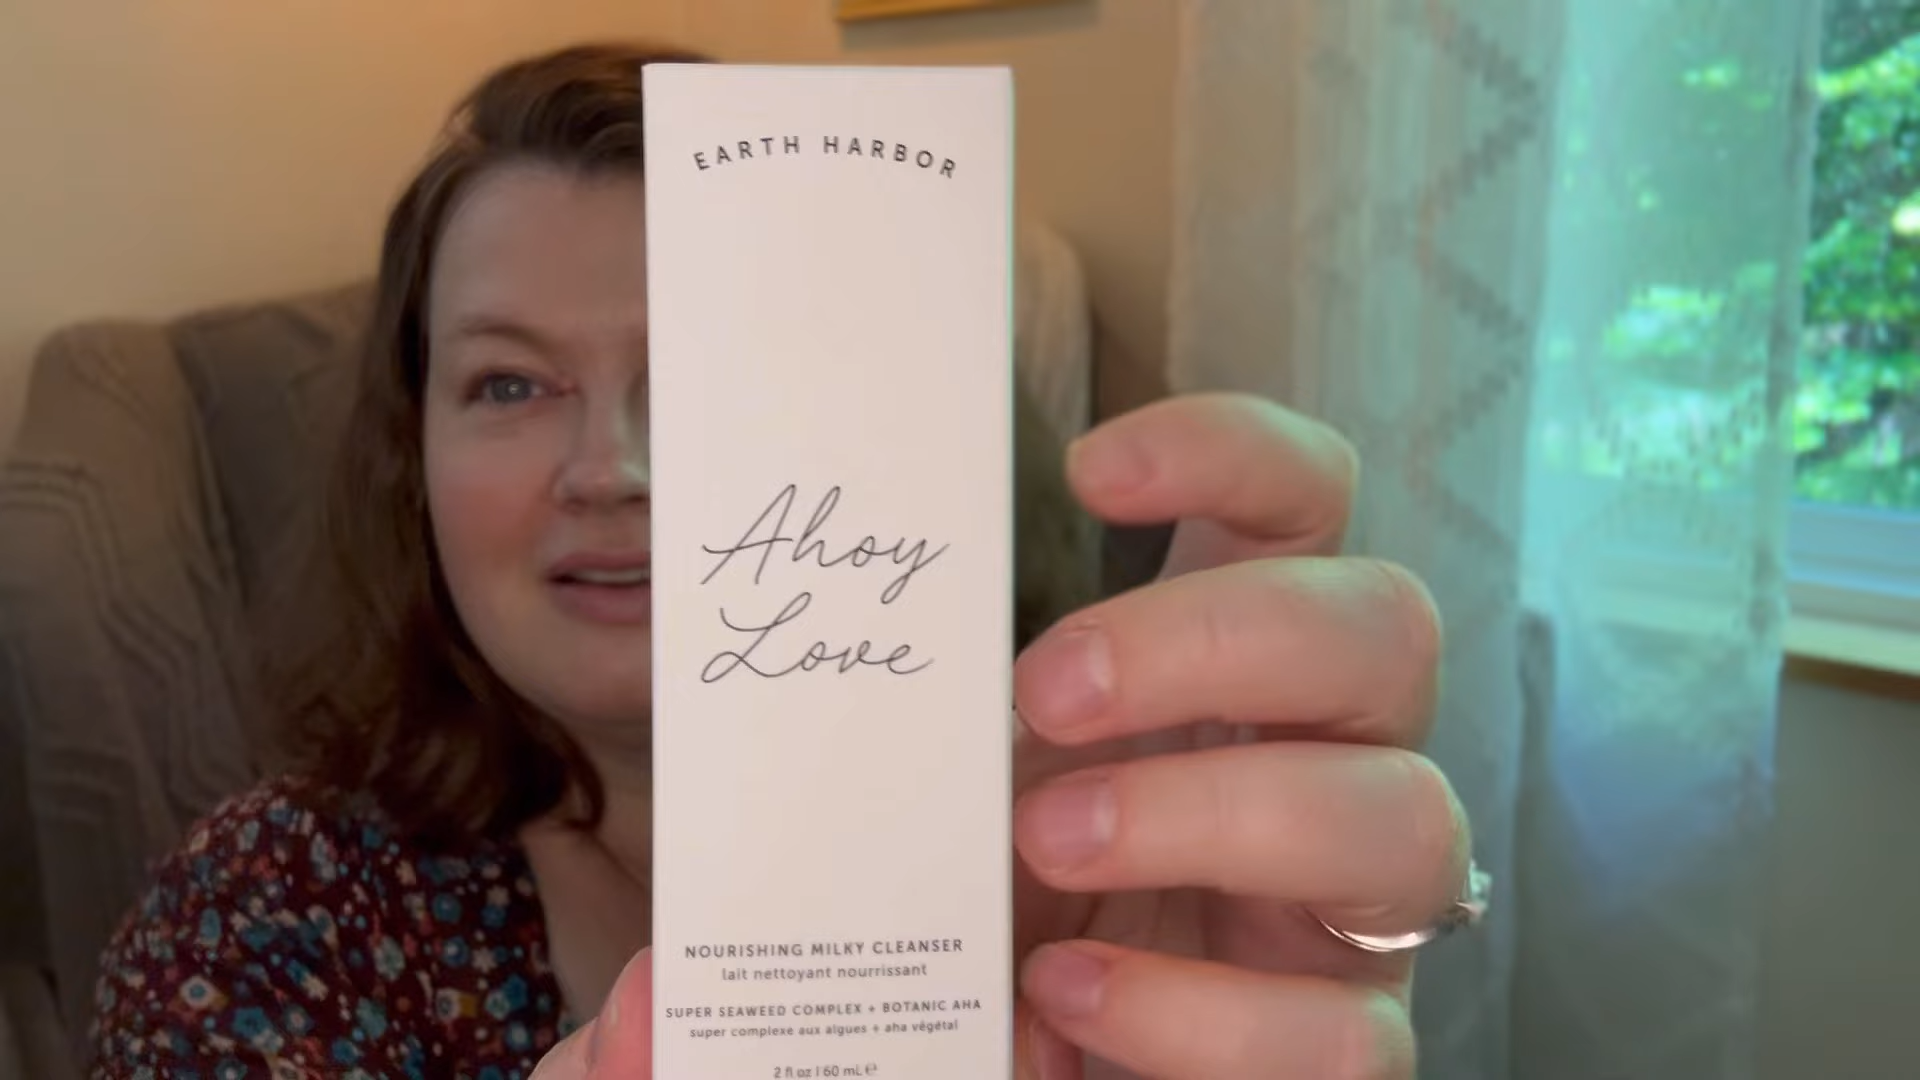 EARTH HARBOR
Ahoy
Love
NOURISHING MILKY CLEANSER
lait nettoyant nourrissant
SUPER SEAWEED COMPLEX + BOTANIC AHA
super complexe aux algues + aha végétal
2 fl oz | 60 mL ℮